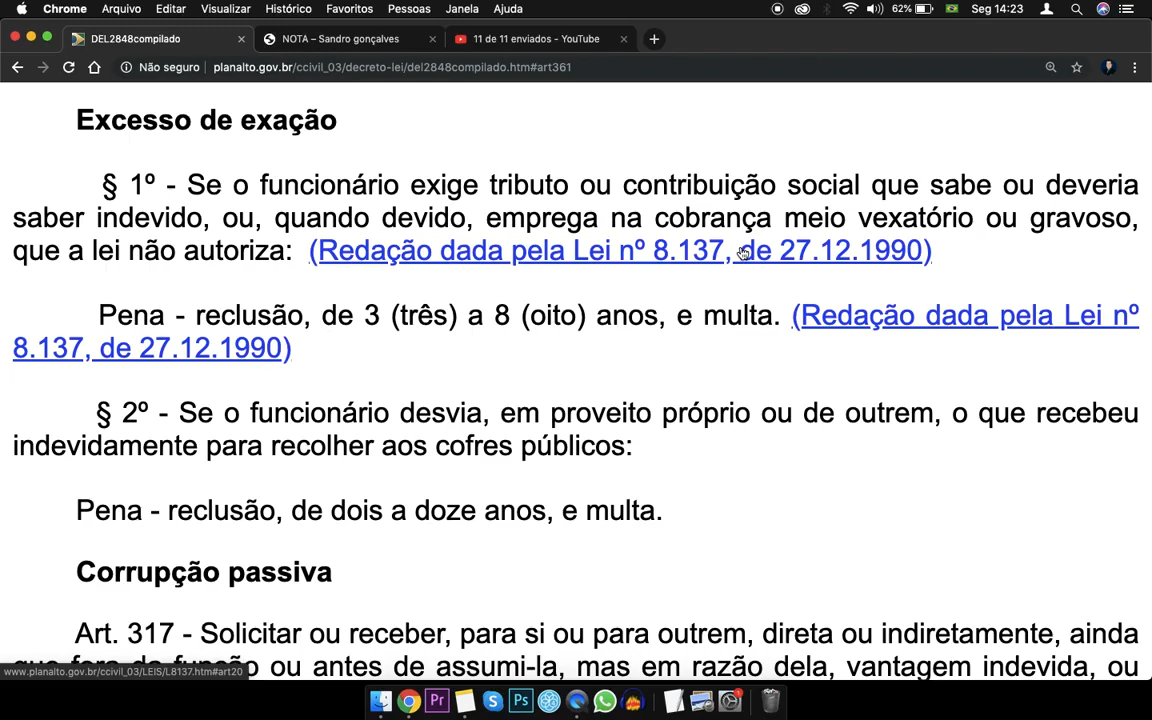 Chrome Arquivo Editar Visualizar Histórico Favoritos Pessoas Janela Ajuda 62% Seg 14:23
DEL2848compilado NOTA – Sandro gonçalves 11 de 11 enviados - YouTube
Não seguro planalto.gov.br/ccivil_03/decreto-lei/del2848compilado.htm#art361
Excesso de exação
§ 1º - Se o funcionário exige tributo ou contribuição social que sabe ou deveria
saber indevido, ou, quando devido, emprega na cobrança meio vexatório ou gravoso,
que a lei não autoriza: (Redação dada pela Lei nº 8.137, de 27.12.1990)
Pena - reclusão, de 3 (três) a 8 (oito) anos, e multa. (Redação dada pela Lei nº
8.137, de 27.12.1990)
§ 2º - Se o funcionário desvia, em proveito próprio ou de outrem, o que recebeu
indevidamente para recolher aos cofres públicos:
Pena - reclusão, de dois a doze anos, e multa.
Corrupção passiva
Art. 317 - Solicitar ou receber, para si ou para outrem, direta ou indiretamente, ainda
que fora da função ou antes de assumi-la, mas em razão dela, vantagem indevida, ou
www.planalto.gov.br/ccivil_03/LEIS/L8137.htm#art20
Pr Ps